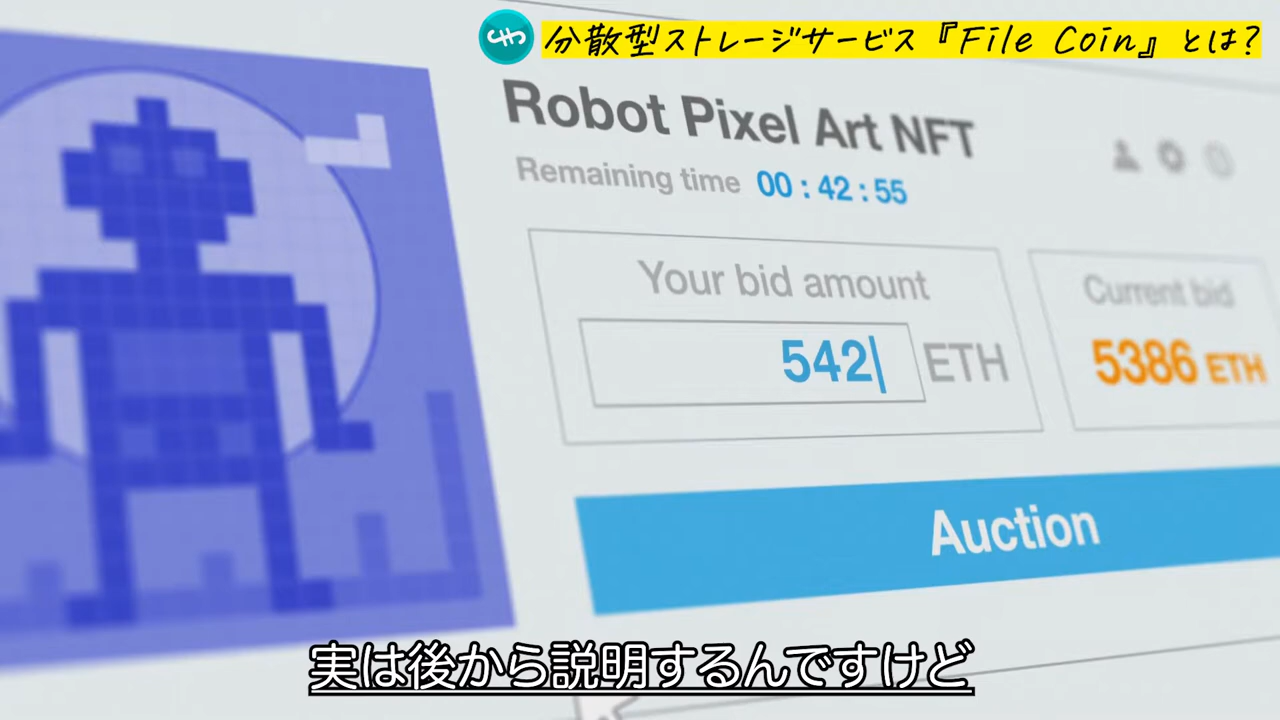 分散型ストレージサービス『File Coin』とは?
Robot Pixel Art NFT
Remaining time 00 : 42 : 55
Your bid amount
542 ETH
Current bid
5386 ETH
Auction
実は後から説明するんですけど